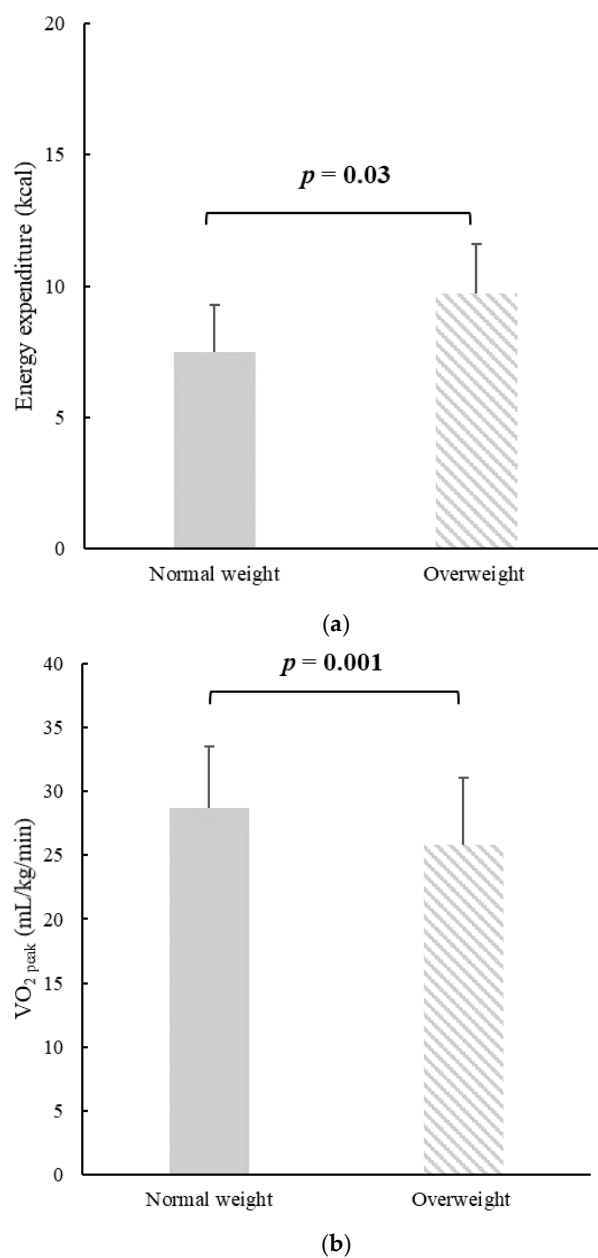 20
15
10
5
0
Energy expenditure (kcal)
p = 0.03
Normal weight
Overweight
(a)
40
35
30
25
20
15
10
5
0
VO2 peak (mL/kg/min)
p = 0.001
Normal weight
Overweight
(b)